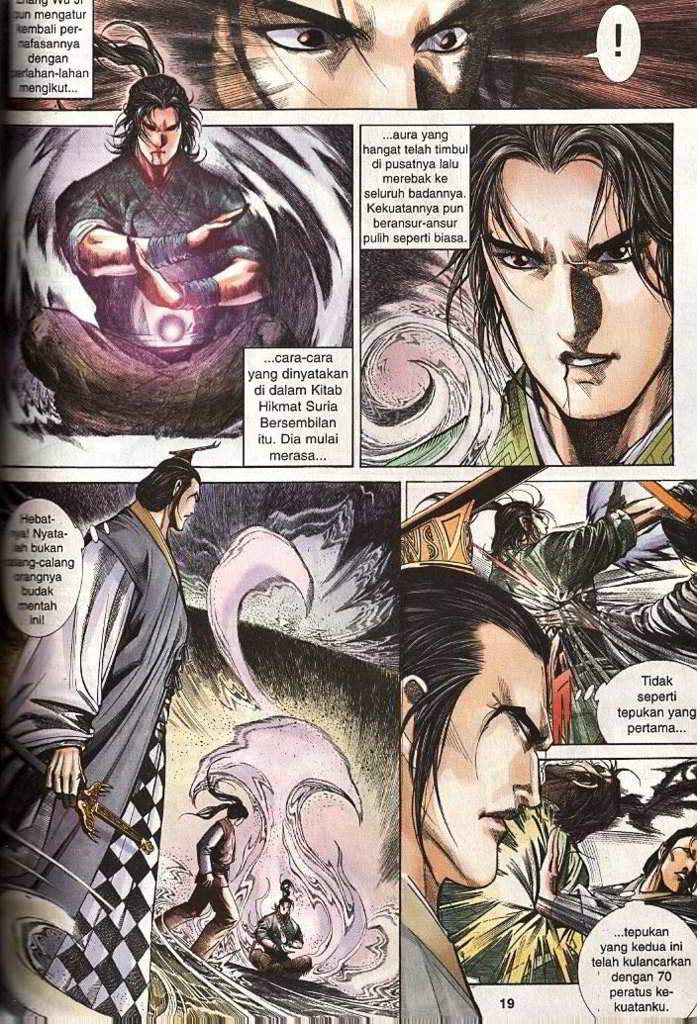 Zhang Wu Ji
pun mengatur
kembali per-
nafasannya
dengan
perlahan-lahan
mengikut...
!
...cara-cara
yang dinyatakan
di dalam Kitab
Hikmat Suria
Bersembilan
itu. Dia mulai
merasa...
...aura yang
hangat telah timbul
di pusatnya lalu
merebak ke
seluruh badannya.
Kekuatannya pun
beransur-ansur
pulih seperti biasa.
Hebat-
nya! Nyata-
lah bukan
calang-calang
orangnya
budak
mentah
ini!
Tidak
seperti
tepukan yang
pertama...
...tepukan
yang kedua ini
telah kulancarkan
dengan 70
peratus ke-
kuatanku.
19